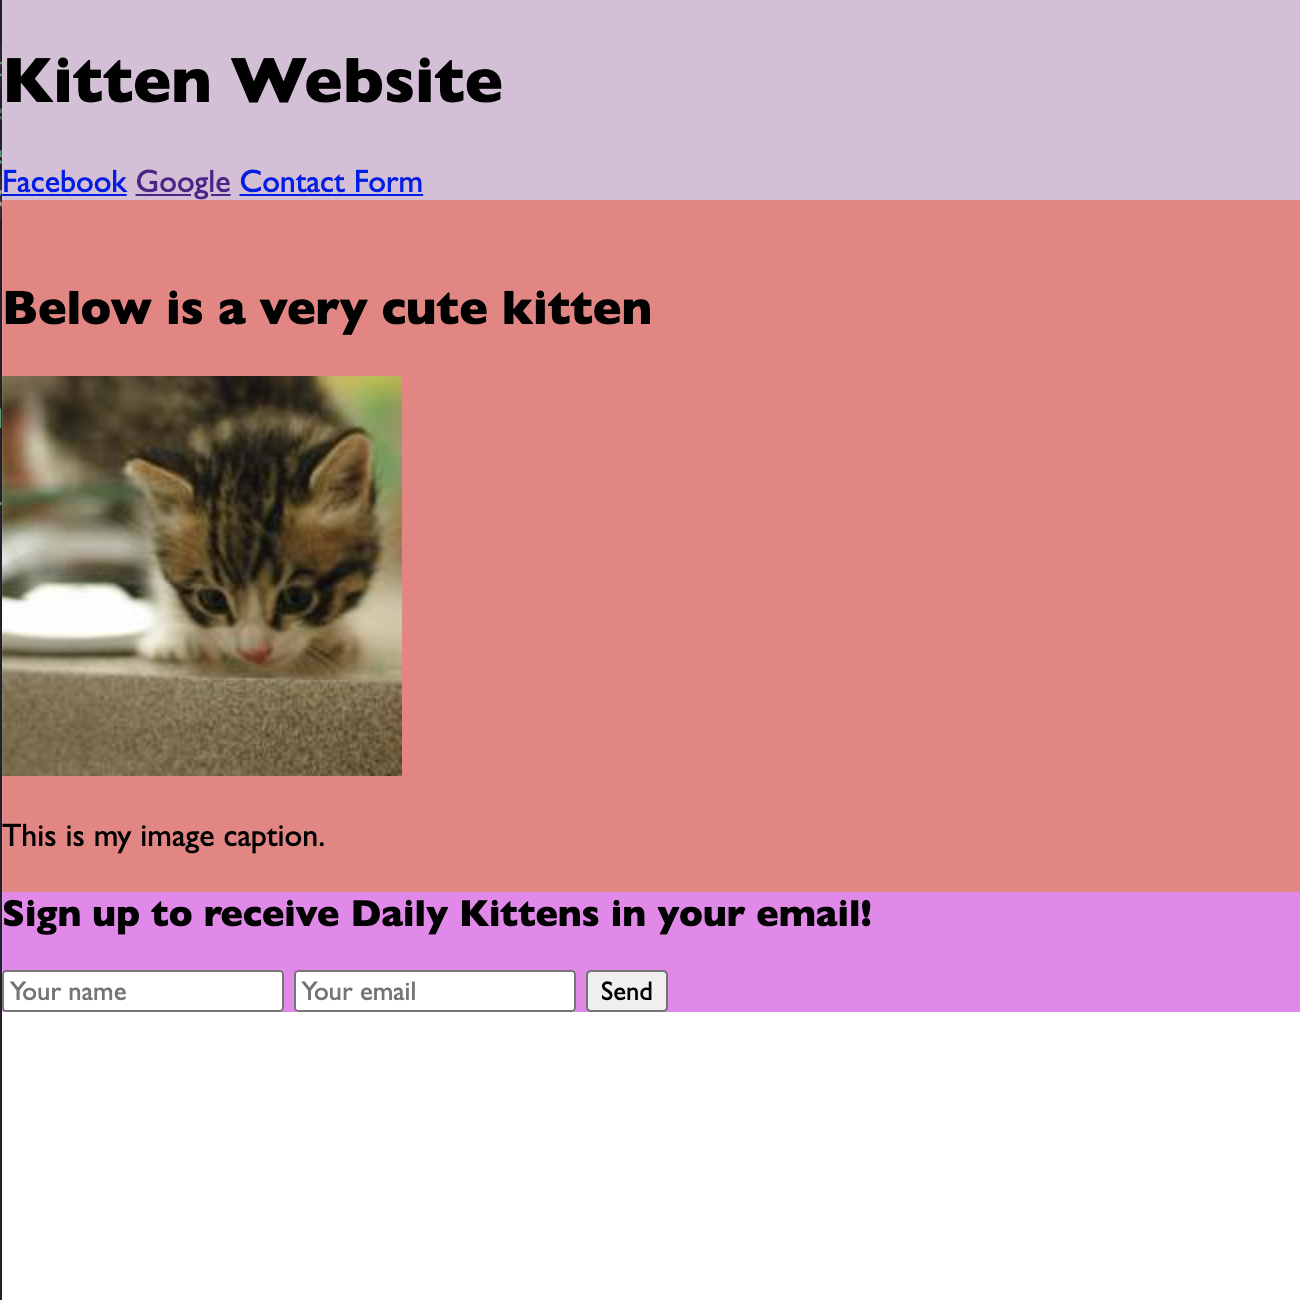 Kitten Website
Facebook Google Contact Form
Below is a very cute kitten
This is my image caption.
Sign up to receive Daily Kittens in your email!
Your name Your email Send